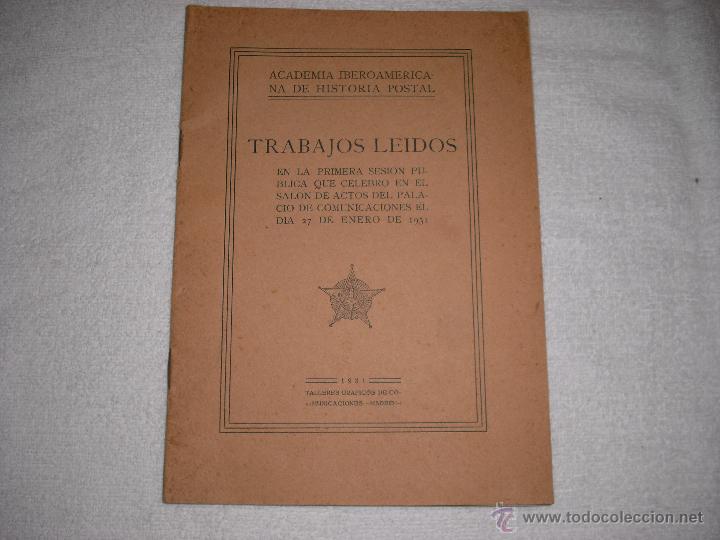 ACADEMIA IBEROAMERICA-
NA DE HISTORIA POSTAL
TRABAJOS LEIDOS
EN LA PRIMERA SESION PU-
BLICA QUE CELEBRO EN EL
SALON DE ACTOS DEL PALA-
CIO DE COMUNICACIONES EL
DIA 27 DE ENERO DE 1931
1931
TALLERES GRAFICOS DE CO-
MUNICACIONES.-MADRID
© www.todocoleccion.net